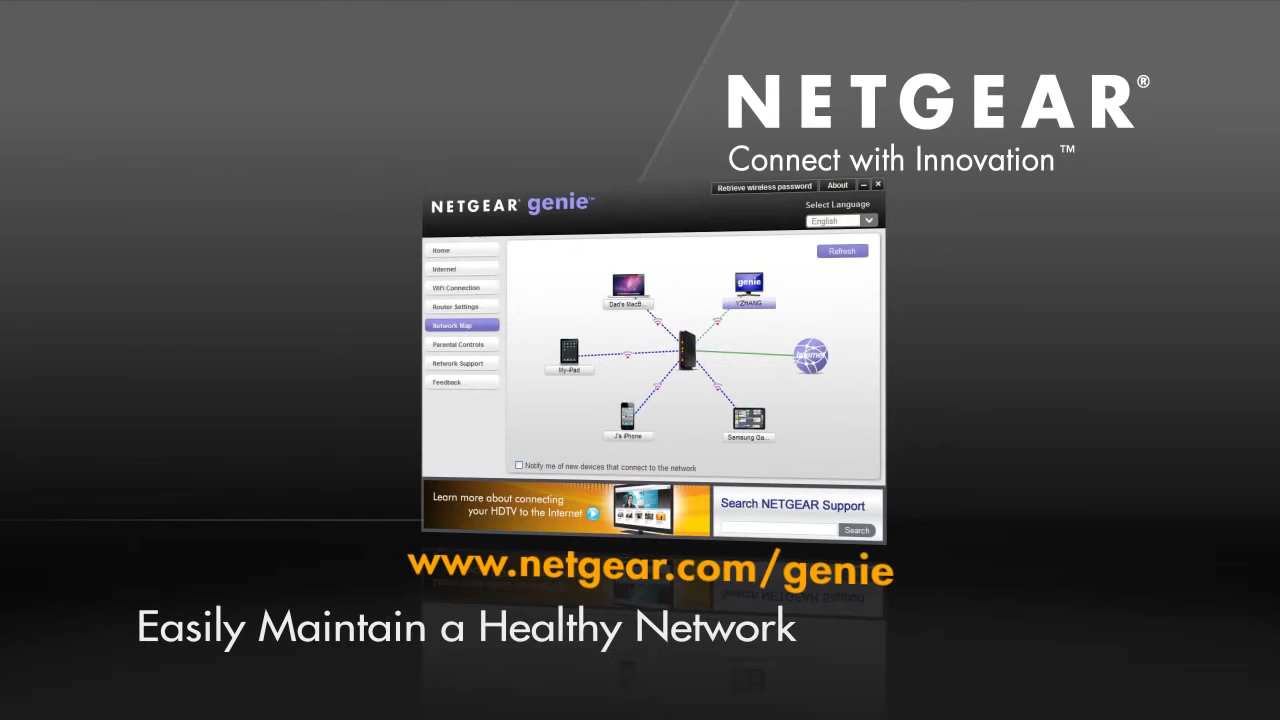 NETGEAR®
Connect with Innovation™
Retrieve wireless password
About
NETGEAR® genie™
Select Language
English
Home
Internet
WiFi Connection
Router Settings
Network Map
Parental Controls
Network Support
Feedback
Refresh
Dad's MacB...
genie
YZHANG
My-iPad
Internet
J's iPhone
Samsung Ga...
Notify me of new devices that connect to the network
Learn more about connecting
your HDTV to the Internet
Search NETGEAR Support
Search
www.netgear.com/genie
Easily Maintain a Healthy Network